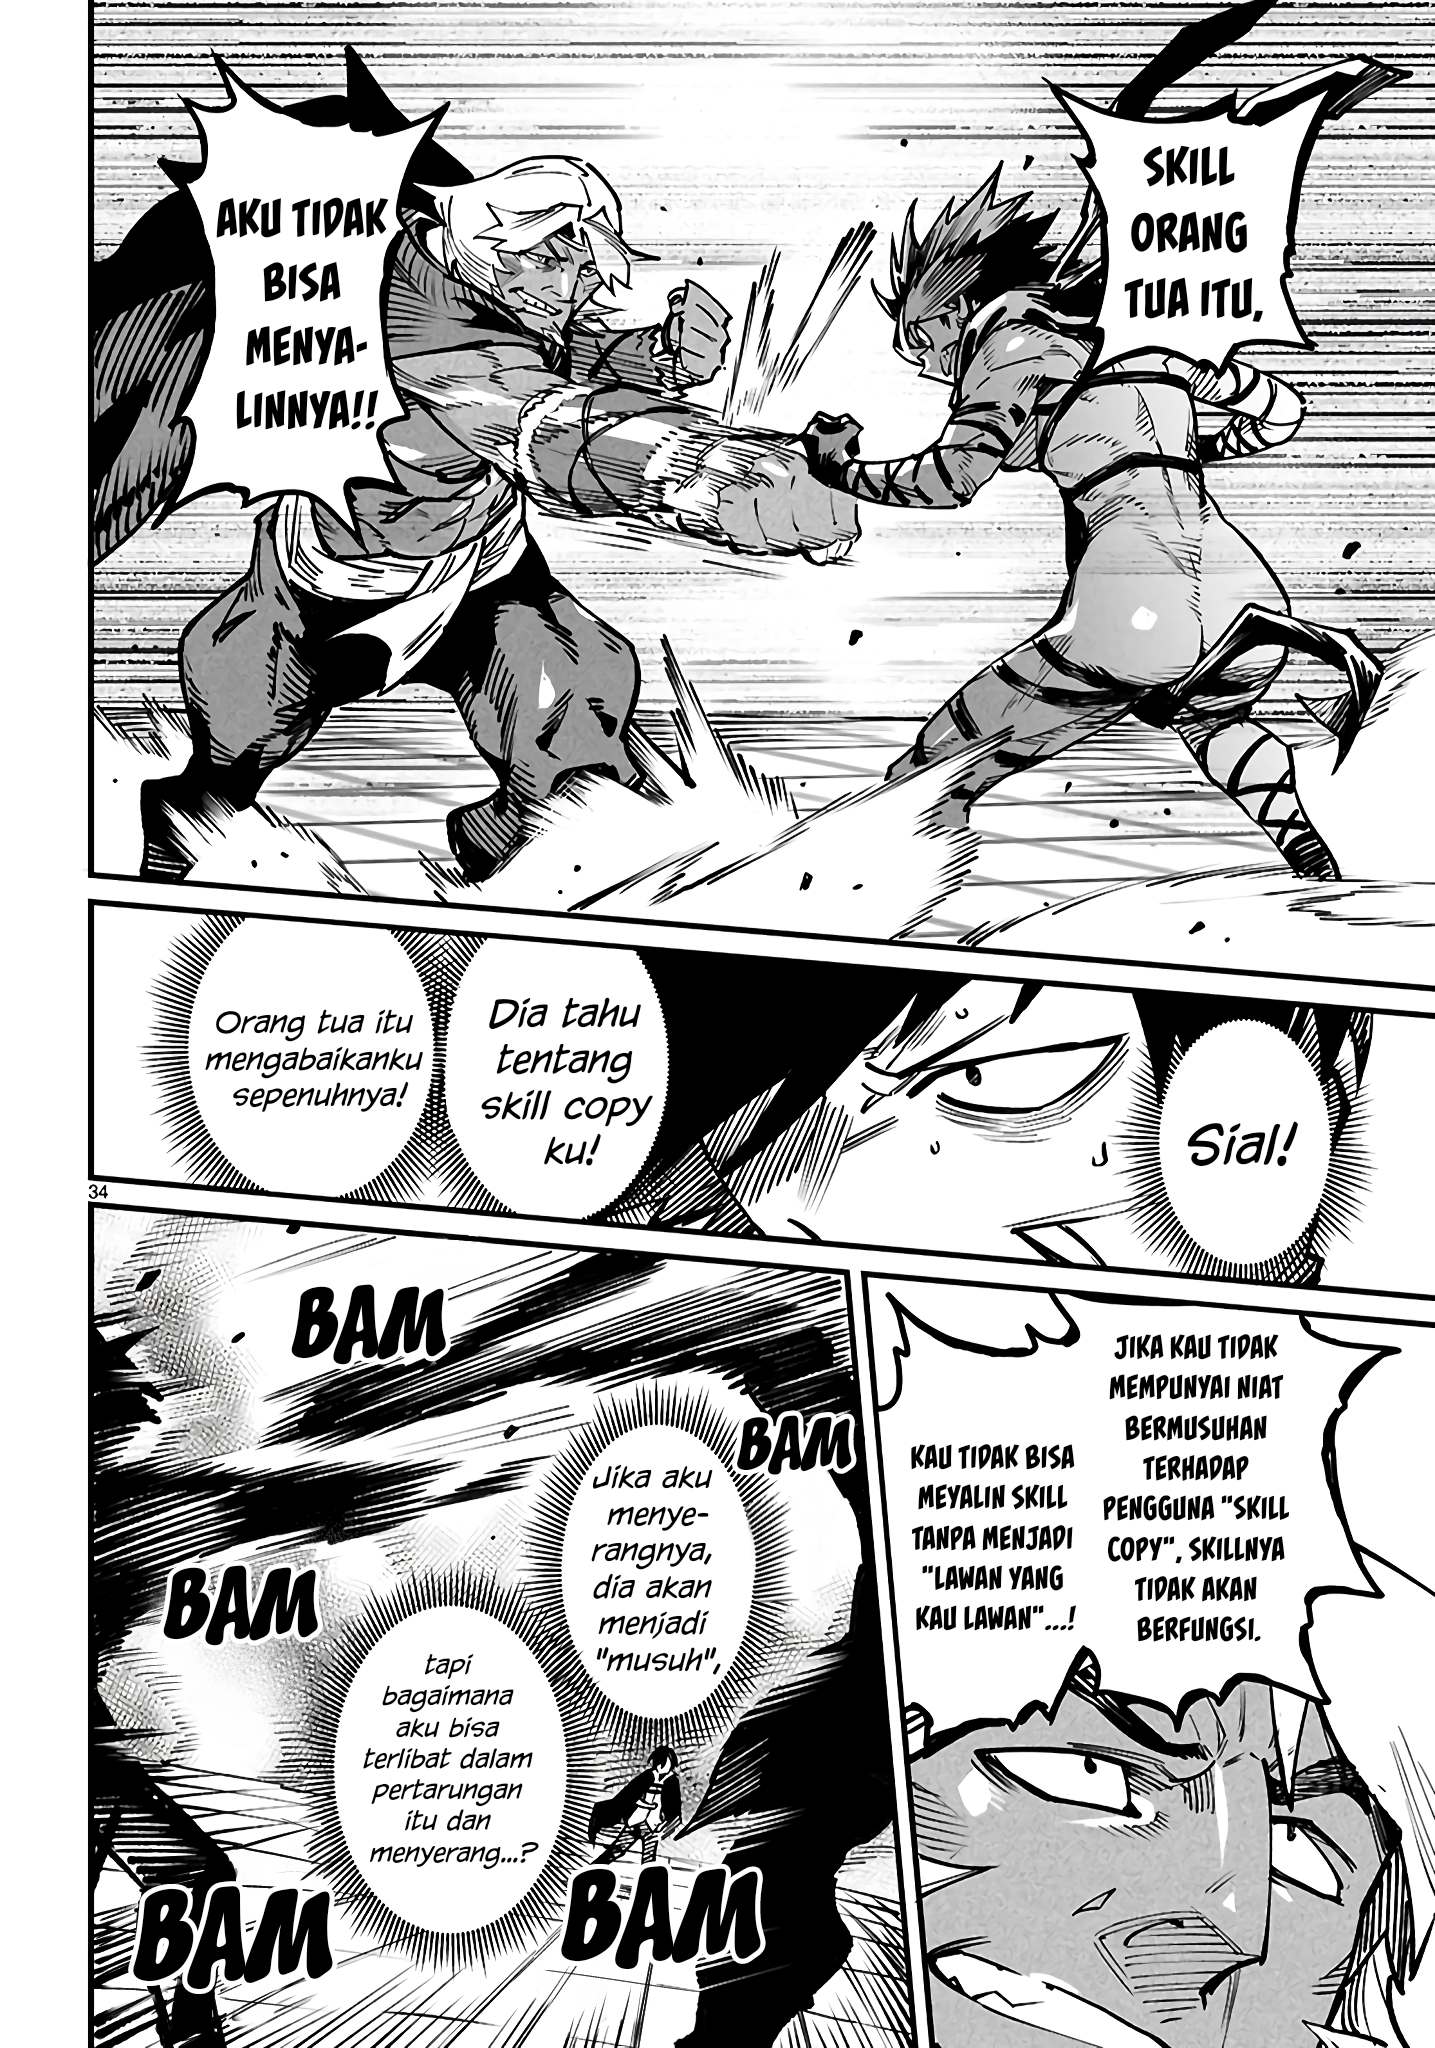 SKILL
ORANG
TUA ITU,
AKU TIDAK
BISA
MENYA-
LINNYA!!
Sial!
Dia tahu
tentang
skill copy
ku!
Orang tua itu
mengabaikanku
sepenuhnya!
34
JIKA KAU TIDAK
MEMPUNYAI NIAT
BERMUSUHAN
TERHADAP
PENGGUNA "SKILL
COPY", SKILLNYA
TIDAK AKAN
BERFUNGSI.
KAU TIDAK BISA
MEYALIN SKILL
TANPA MENJADI
"LAWAN YANG
KAU LAWAN"...!
BAM
BAM
Jika aku
menye-
rangnya,
dia akan
menjadi
"musuh",
BAM
tapi
bagaimana
aku bisa
terlibat dalam
pertarungan
itu dan
menyerang...?
BAM
BAM